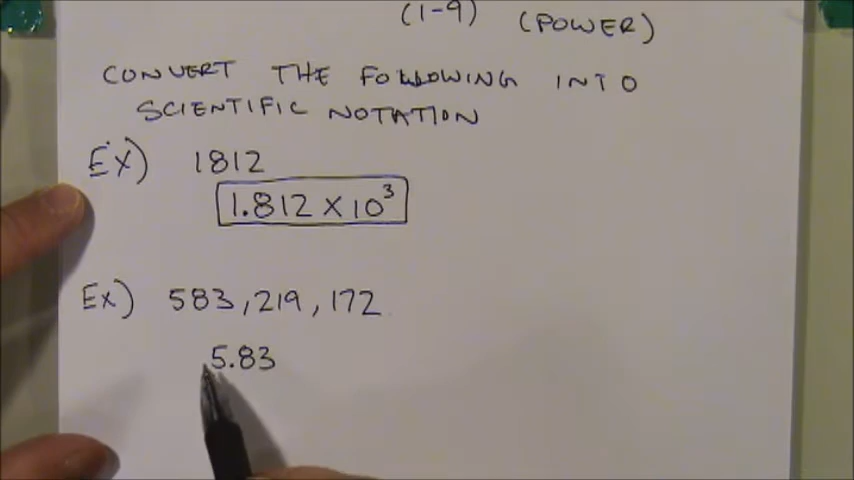 (1-9) (POWER)
CONVERT THE FOLLOWING INTO
SCIENTIFIC NOTATION
EX) 1812
1.812 X 10³
EX) 583,219,172
5.83